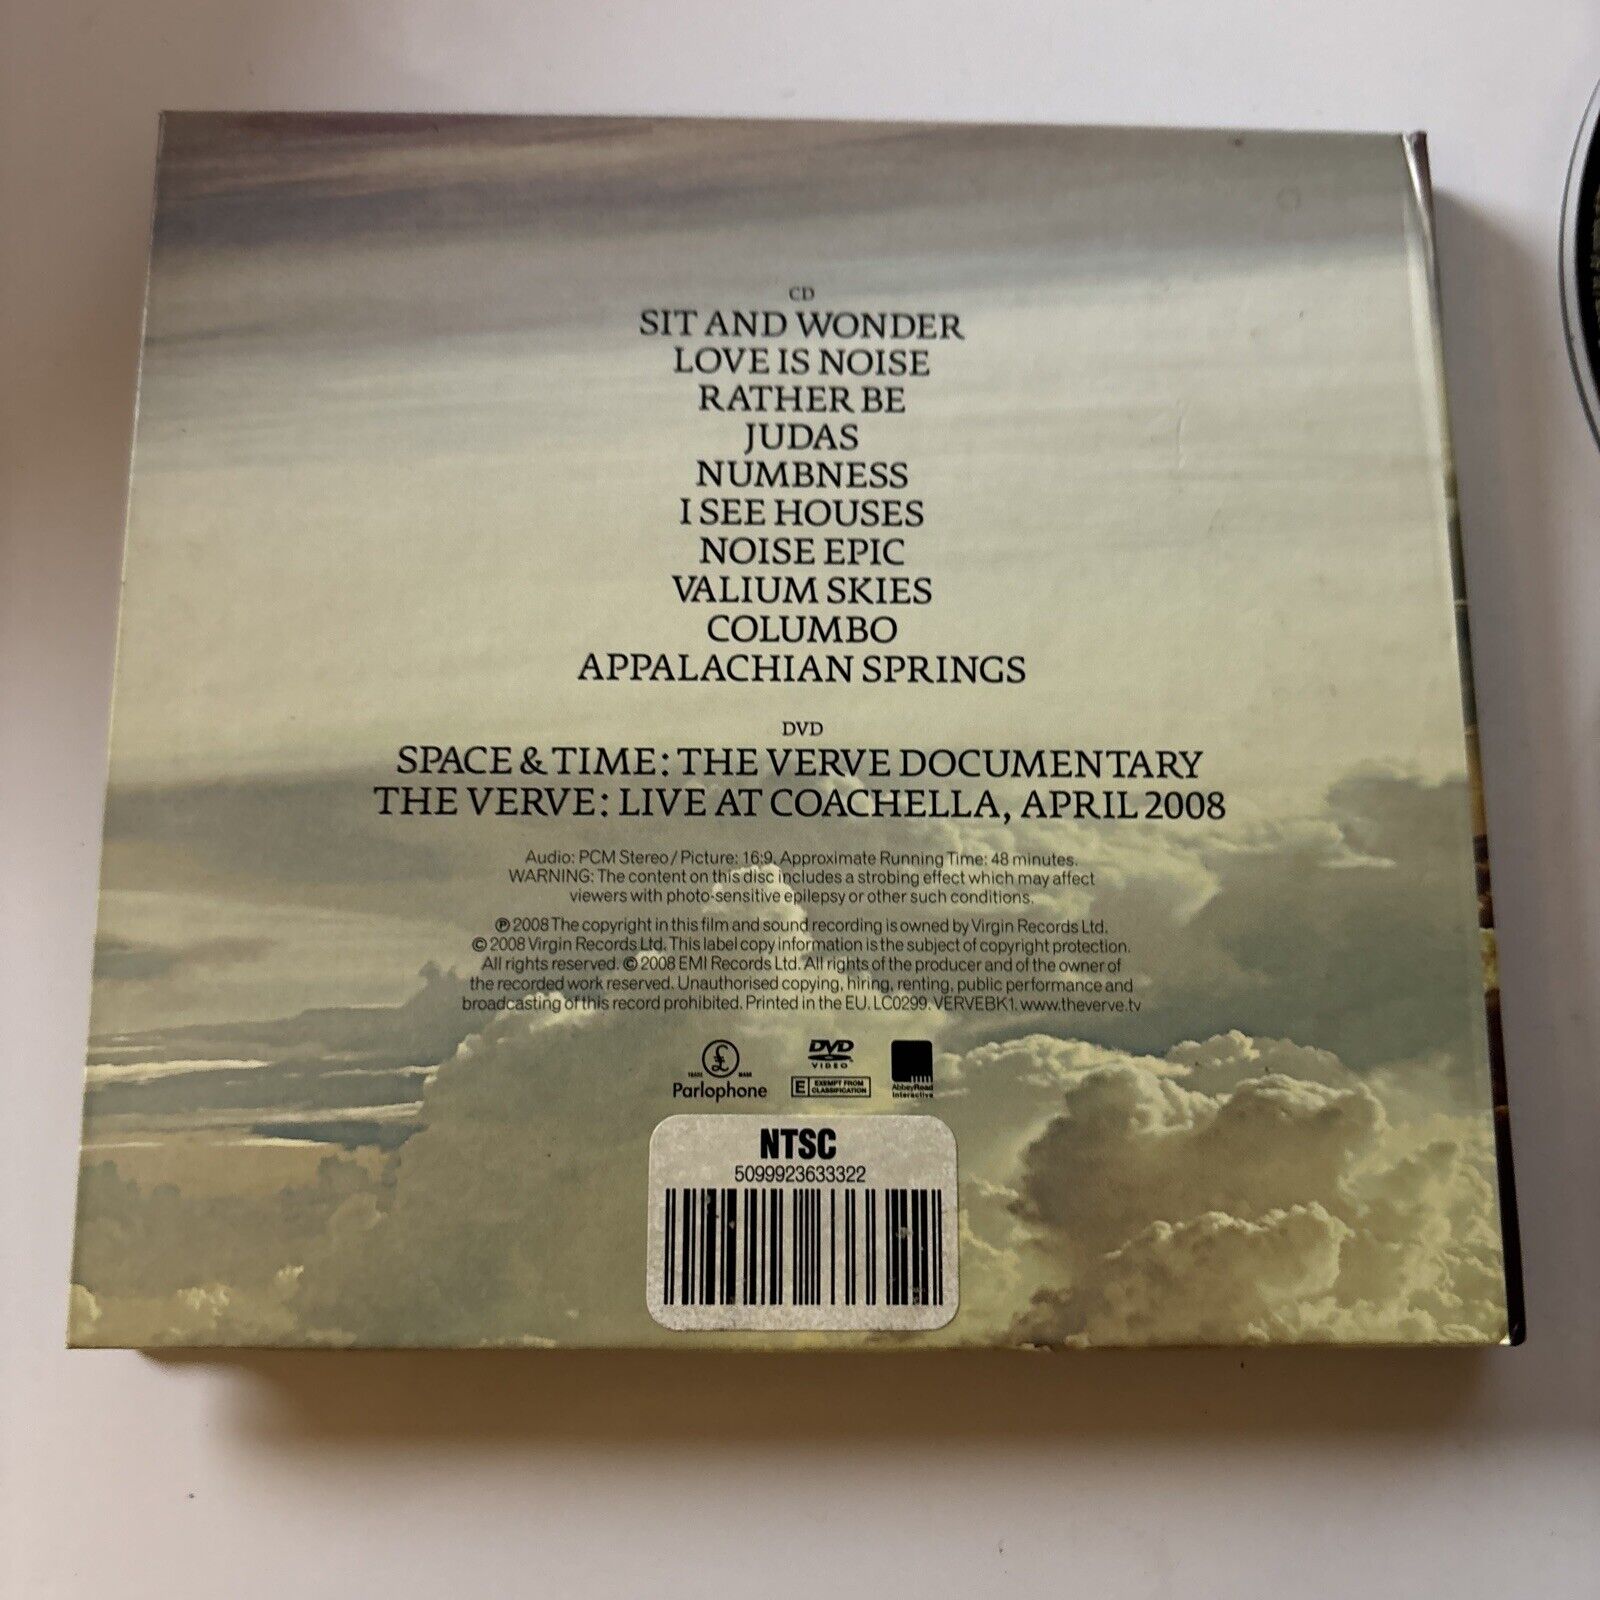 CD
SIT AND WONDER
LOVE IS NOISE
RATHER BE
JUDAS
NUMBNESS
I SEE HOUSES
NOISE EPIC
VALIUM SKIES
COLUMBO
APPALACHIAN SPRINGS
DVD
SPACE & TIME: THE VERVE DOCUMENTARY
THE VERVE: LIVE AT COACHELLA, APRIL 2008
Audio: PCM Stereo / Picture: 16:9. Approximate Running Time: 48 minutes.
WARNING: The content on this disc includes a strobing effect which may affect
viewers with photo-sensitive epilepsy or other such conditions.
℗ 2008 The copyright in this film and sound recording is owned by Virgin Records Ltd.
© 2008 Virgin Records Ltd. This label copy information is the subject of copyright protection.
All rights reserved. © 2008 EMI Records Ltd. All rights of the producer and of the owner of
the recorded work reserved. Unauthorised copying, hiring, renting, public performance and
broadcasting of this record prohibited. Printed in the EU. LC0299. VERVEBK1. www.theverve.tv
£
TRADE MARK
Parlophone
DVD
VIDEO
E EXEMPT FROM
CLASSIFICATION
AbbeyRoad
Interactive
NTSC
5099923633322